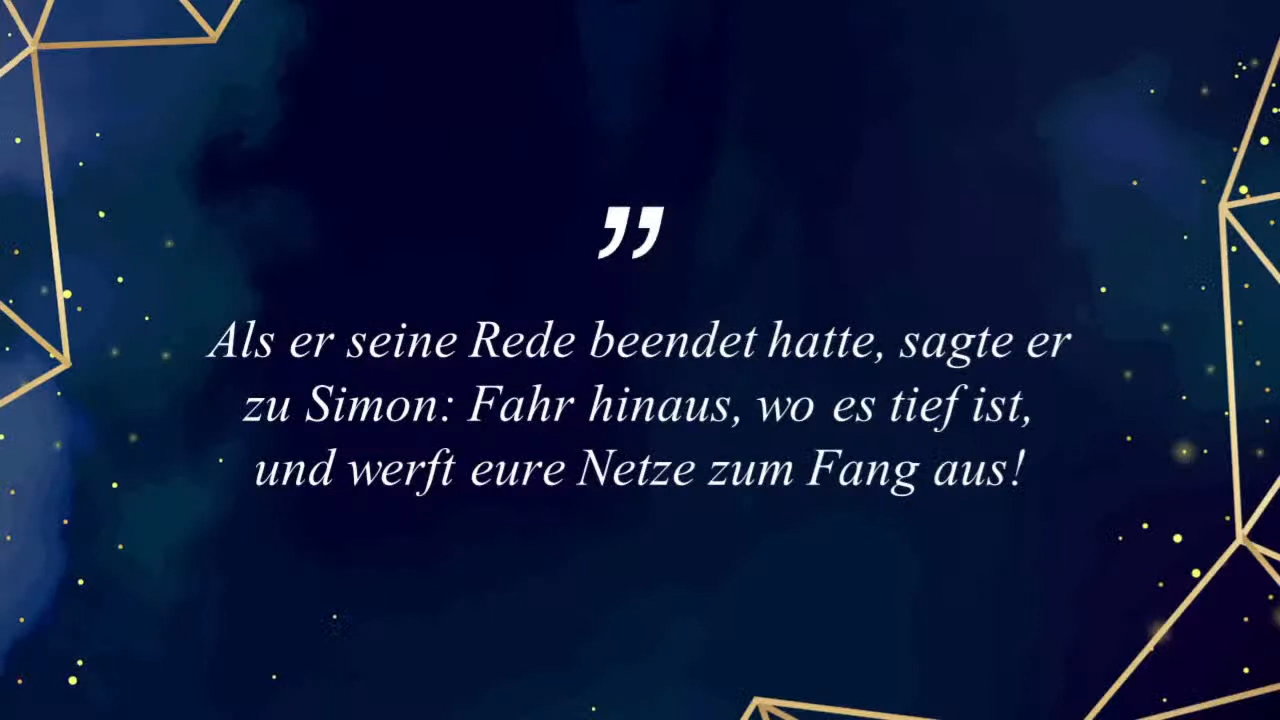 ”
Als er seine Rede beendet hatte, sagte er
zu Simon: Fahr hinaus, wo es tief ist,
und werft eure Netze zum Fang aus!